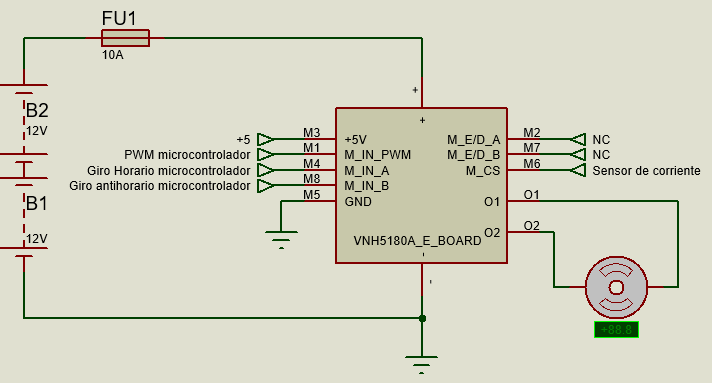 FU1
10A
B2
12V
B1
12V
+5 M3 +5V
PWM microcontrolador M1 M_IN_PWM
Giro Horario microcontrolador M4 M_IN_A
Giro antihorario microcontrolador M8 M_IN_B
M5 GND
+
+
M_E/D_A M2 NC
M_E/D_B M7 NC
M_CS M6 Sensor de corriente
O1 O1
O2 O2
VNH5180A_E_BOARD
-
-
+88.8